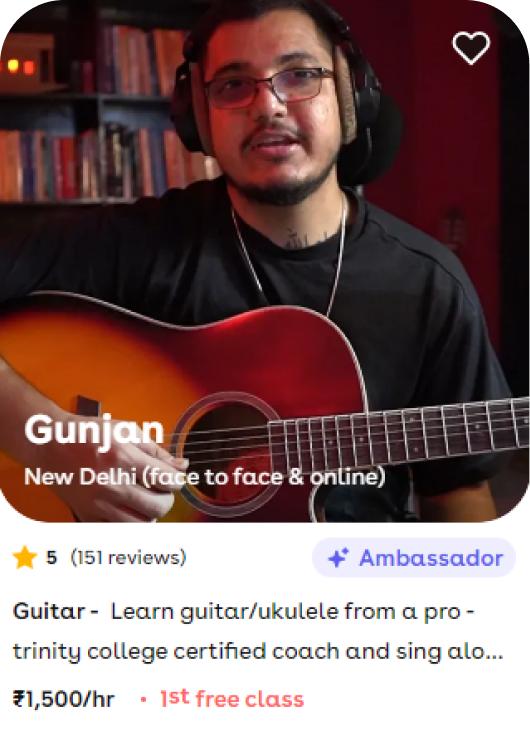 Gunjan
New Delhi (face to face & online)
5 (151 reviews)
Ambassador
Guitar - Learn guitar/ukulele from a pro -
trinity college certified coach and sing alo...
₹1,500/hr • 1st free class